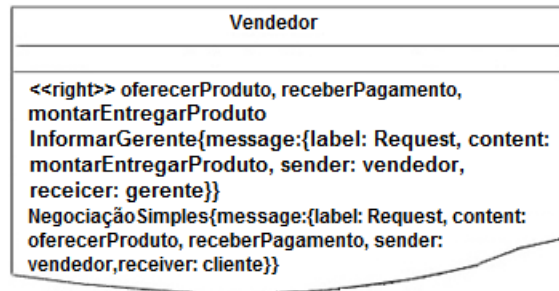 Vendedor
<<right>> oferecerProduto, receberPagamento,
montarEntregarProduto
InformarGerente{message:{label: Request, content:
montarEntregarProduto, sender: vendedor,
receicer: gerente}}
NegociaçãoSimples{message:{label: Request, content:
oferecerProduto, receberPagamento, sender:
vendedor,receiver: cliente}}